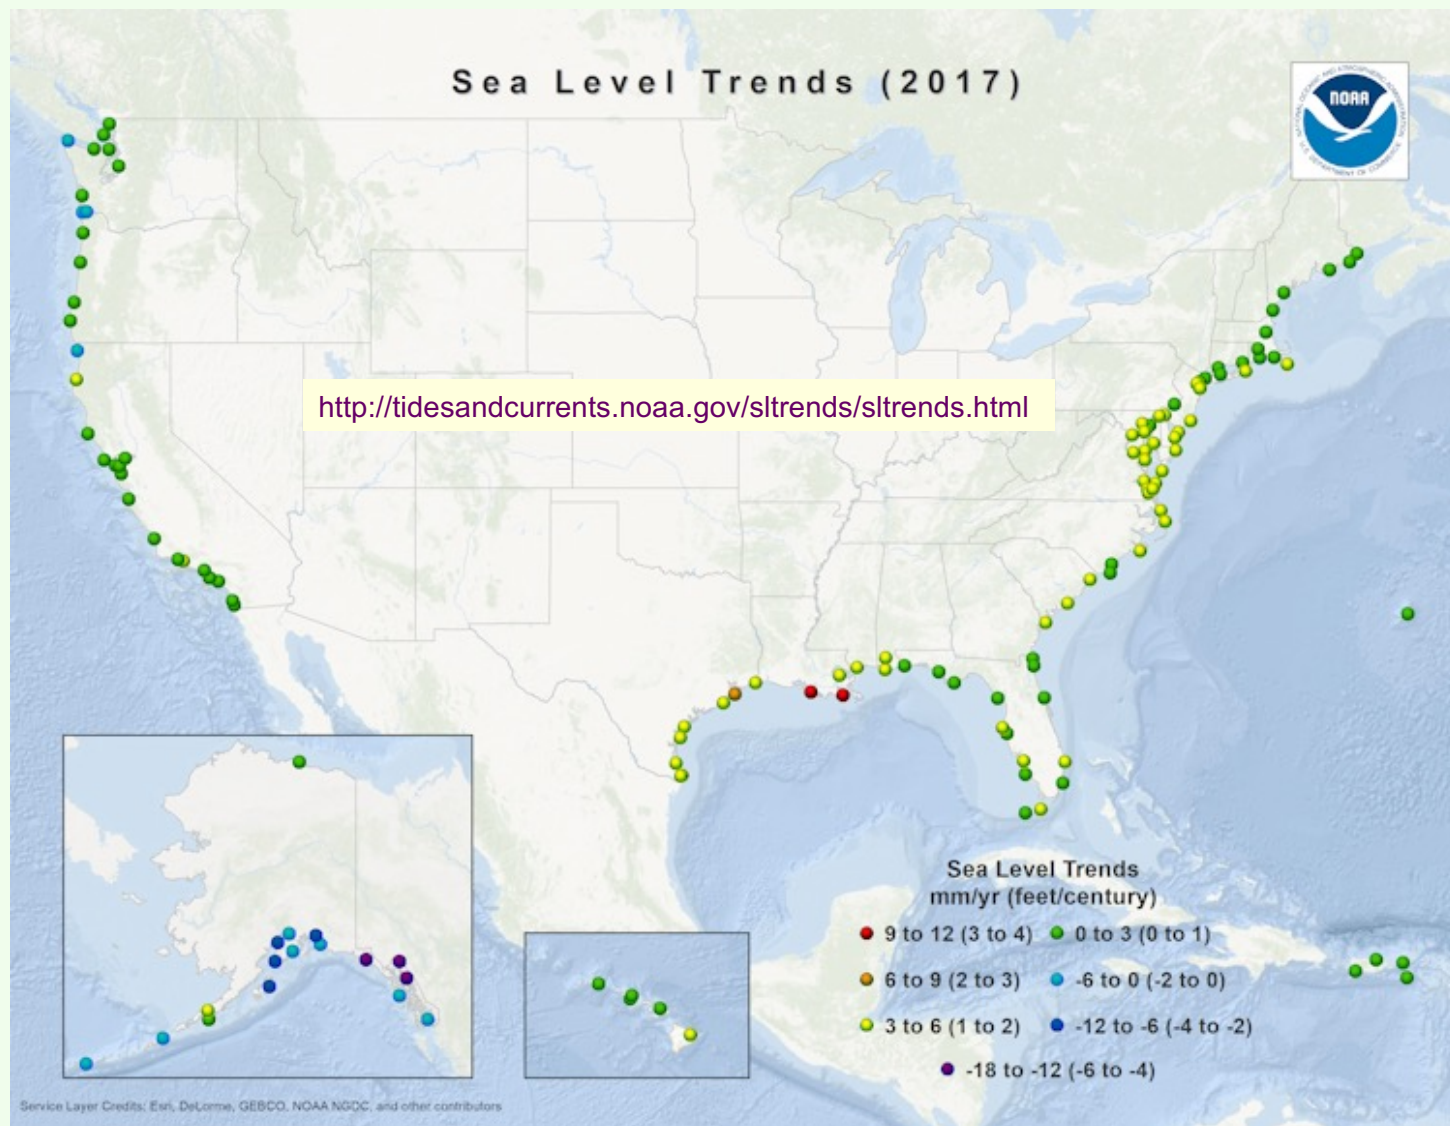 Sea Level Trends (2017)
NOAA
http://tidesandcurrents.noaa.gov/sltrends/sltrends.html
Sea Level Trends
mm/yr (feet/century)
9 to 12 (3 to 4)
0 to 3 (0 to 1)
6 to 9 (2 to 3)
-6 to 0 (-2 to 0)
3 to 6 (1 to 2)
-12 to -6 (-4 to -2)
-18 to -12 (-6 to -4)
Service Layer Credits: Esri, DeLorme, GEBCO, NOAA NGDC, and other contributors